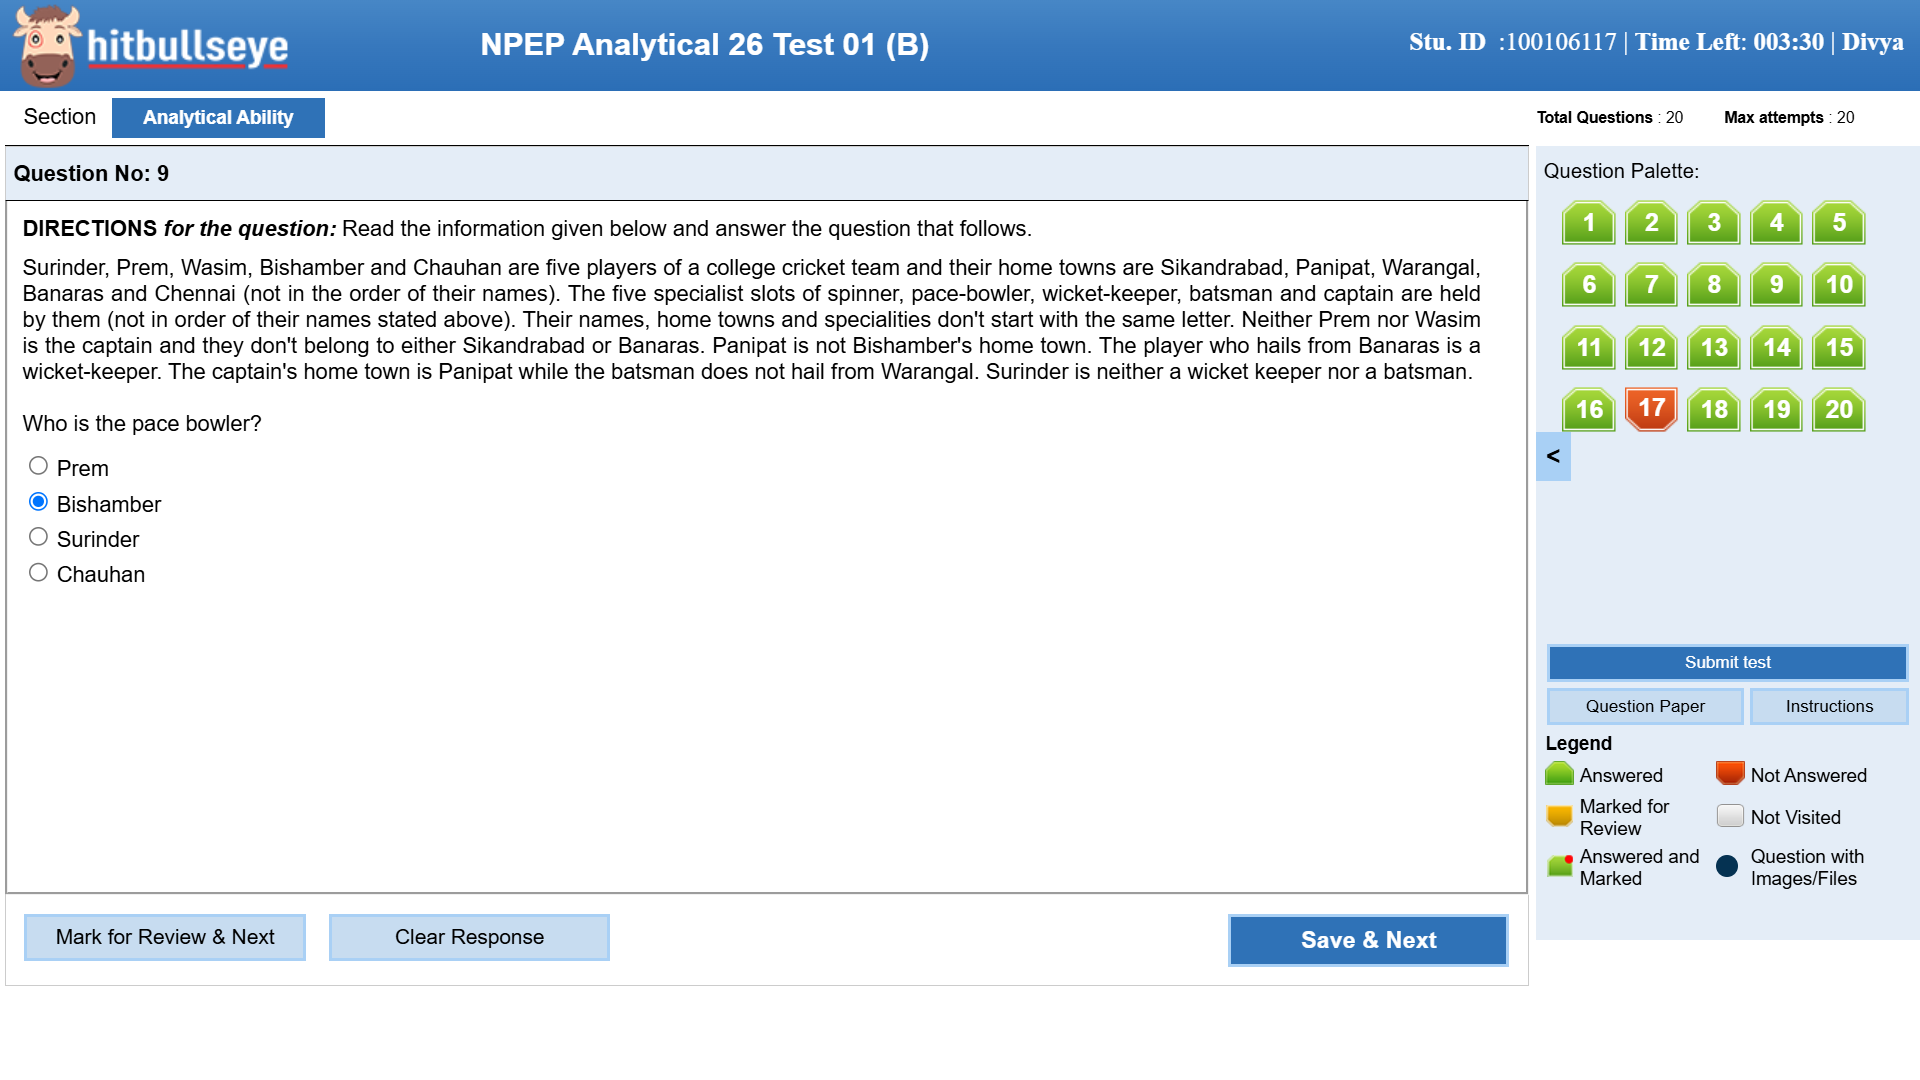 hitbullseye
NPEP Analytical 26 Test 01 (B)
Stu. ID :100106117 | Time Left: 003:30 | Divya
Section
Analytical Ability
Total Questions : 20
Max attempts : 20
Question No: 9
DIRECTIONS for the question: Read the information given below and answer the question that follows.
Surinder, Prem, Wasim, Bishamber and Chauhan are five players of a college cricket team and their home towns are Sikandrabad, Panipat, Warangal,
Banaras and Chennai (not in the order of their names). The five specialist slots of spinner, pace-bowler, wicket-keeper, batsman and captain are held
by them (not in order of their names stated above). Their names, home towns and specialities don't start with the same letter. Neither Prem nor Wasim
is the captain and they don't belong to either Sikandrabad or Banaras. Panipat is not Bishamber's home town. The player who hails from Banaras is a
wicket-keeper. The captain's home town is Panipat while the batsman does not hail from Warangal. Surinder is neither a wicket keeper nor a batsman.
Who is the pace bowler?
Prem
Bishamber
Surinder
Chauhan
Mark for Review & Next
Clear Response
Save & Next
Question Palette:
1 2 3 4 5
6 7 8 9 10
11 12 13 14 15
16 17 18 19 20
<
Submit test
Question Paper
Instructions
Legend
Answered
Not Answered
Marked for
Review
Not Visited
Answered and
Marked
Question with
Images/Files